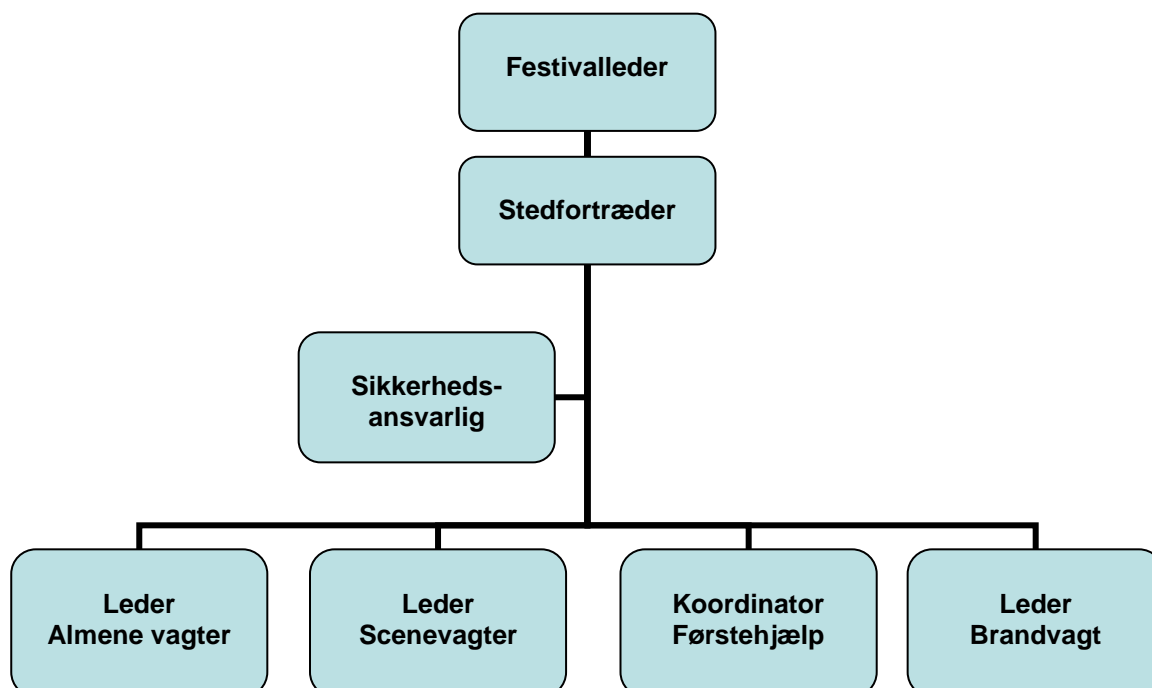 Festivalleder
Stedfortræder
Sikkerheds-
ansvarlig
Leder
Almene vagter
Leder
Scenevagter
Koordinator
Førstehjælp
Leder
Brandvagt